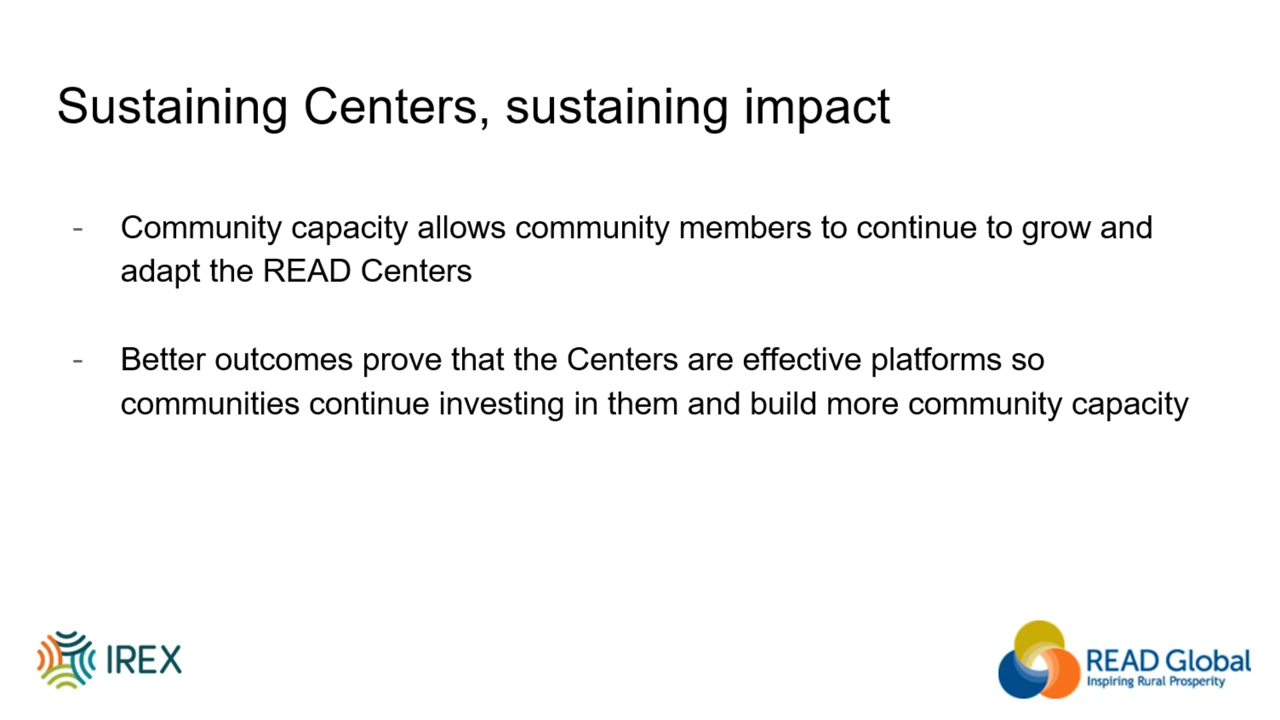 Sustaining Centers, sustaining impact
- Community capacity allows community members to continue to grow and
adapt the READ Centers
- Better outcomes prove that the Centers are effective platforms so
communities continue investing in them and build more community capacity
IREX
READ Global
Inspiring Rural Prosperity